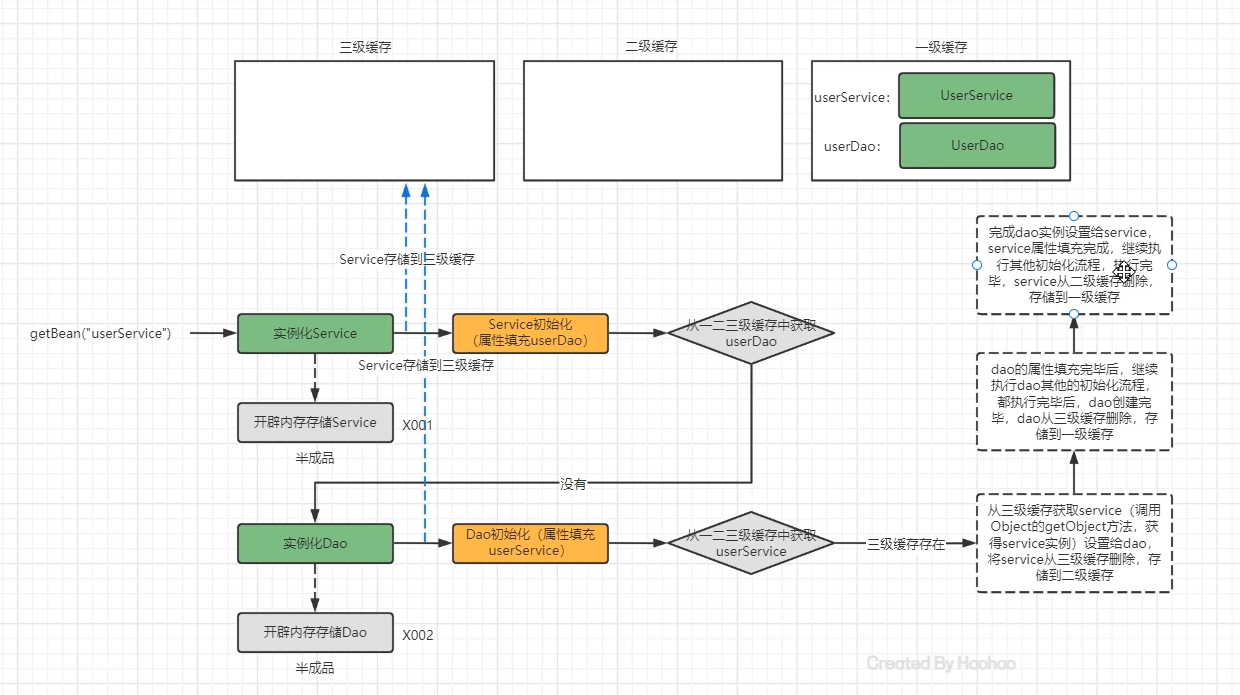 三级缓存
二级缓存
一级缓存
userService:
UserService
userDao:
UserDao
Service存储到三级缓存
getBean("userService")
实例化Service
Service初始化
（属性填充userDao）
从一二三级缓存中获取
userDao
Service存储到三级缓存
开辟内存存储Service
X001
半成品
没有
实例化Dao
Dao初始化（属性填充
userService）
从一二三级缓存中获取
userService
三级缓存存在
开辟内存存储Dao
X002
半成品
完成dao实例设置给service，
service属性填充完成，继续执
行其他初始化流程，执行完
毕，service从二级缓存删除，
存储到一级缓存
dao的属性填充完毕后，继续
执行dao其他的初始化流程，
都执行完毕后，dao创建完
毕，dao从三级缓存删除，存
储到一级缓存
从三级缓存获取service（调用
Object的getObject方法，获
得service实例）设置给dao，
将service从三级缓存删除，存
储到二级缓存
Created By Hoohoo